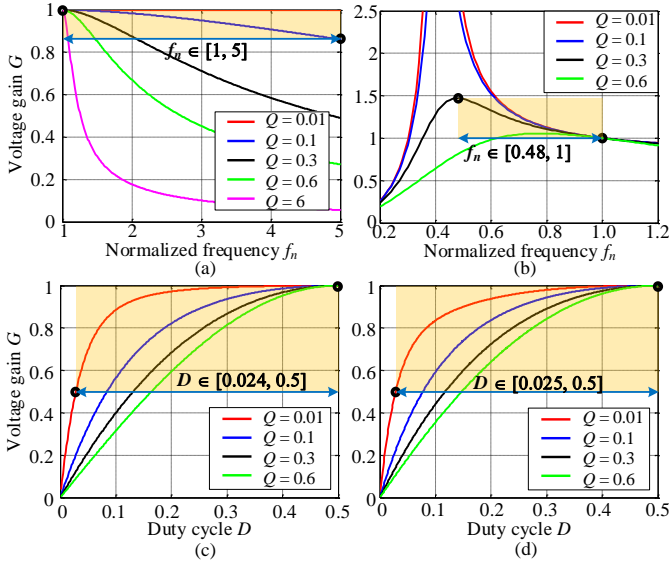 Voltage gain G
1
0.8
0.6
0.4
0.2
0
fn ∈ [1, 5]
Q = 0.01
Q = 0.1
Q = 0.3
Q = 0.6
Q = 6
1
2
3
4
5
Normalized frequency fn
(a)
2.5
2
1.5
1
0.5
0
Q = 0.01
Q = 0.1
Q = 0.3
Q = 0.6
fn ∈ [0.48, 1]
0.2
0.4
0.6
0.8
1.0
1.2
Normalized frequency fn
(b)
Voltage gain G
1
0.8
0.6
0.4
0.2
0
D ∈ [0.024, 0.5]
Q = 0.01
Q = 0.1
Q = 0.3
Q = 0.6
0
0.1
0.2
0.3
0.4
0.5
Duty cycle D
(c)
1
0.8
0.6
0.4
0.2
0
D ∈ [0.025, 0.5]
Q = 0.01
Q = 0.1
Q = 0.3
Q = 0.6
0
0.1
0.2
0.3
0.4
0.5
Duty cycle D
(d)